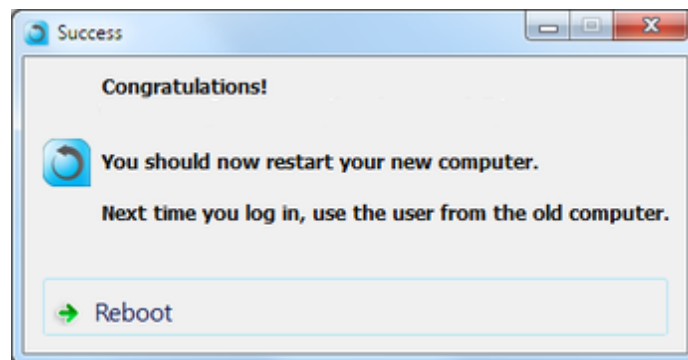 Success
Congratulations!
You should now restart your new computer.
Next time you log in, use the user from the old computer.
Reboot